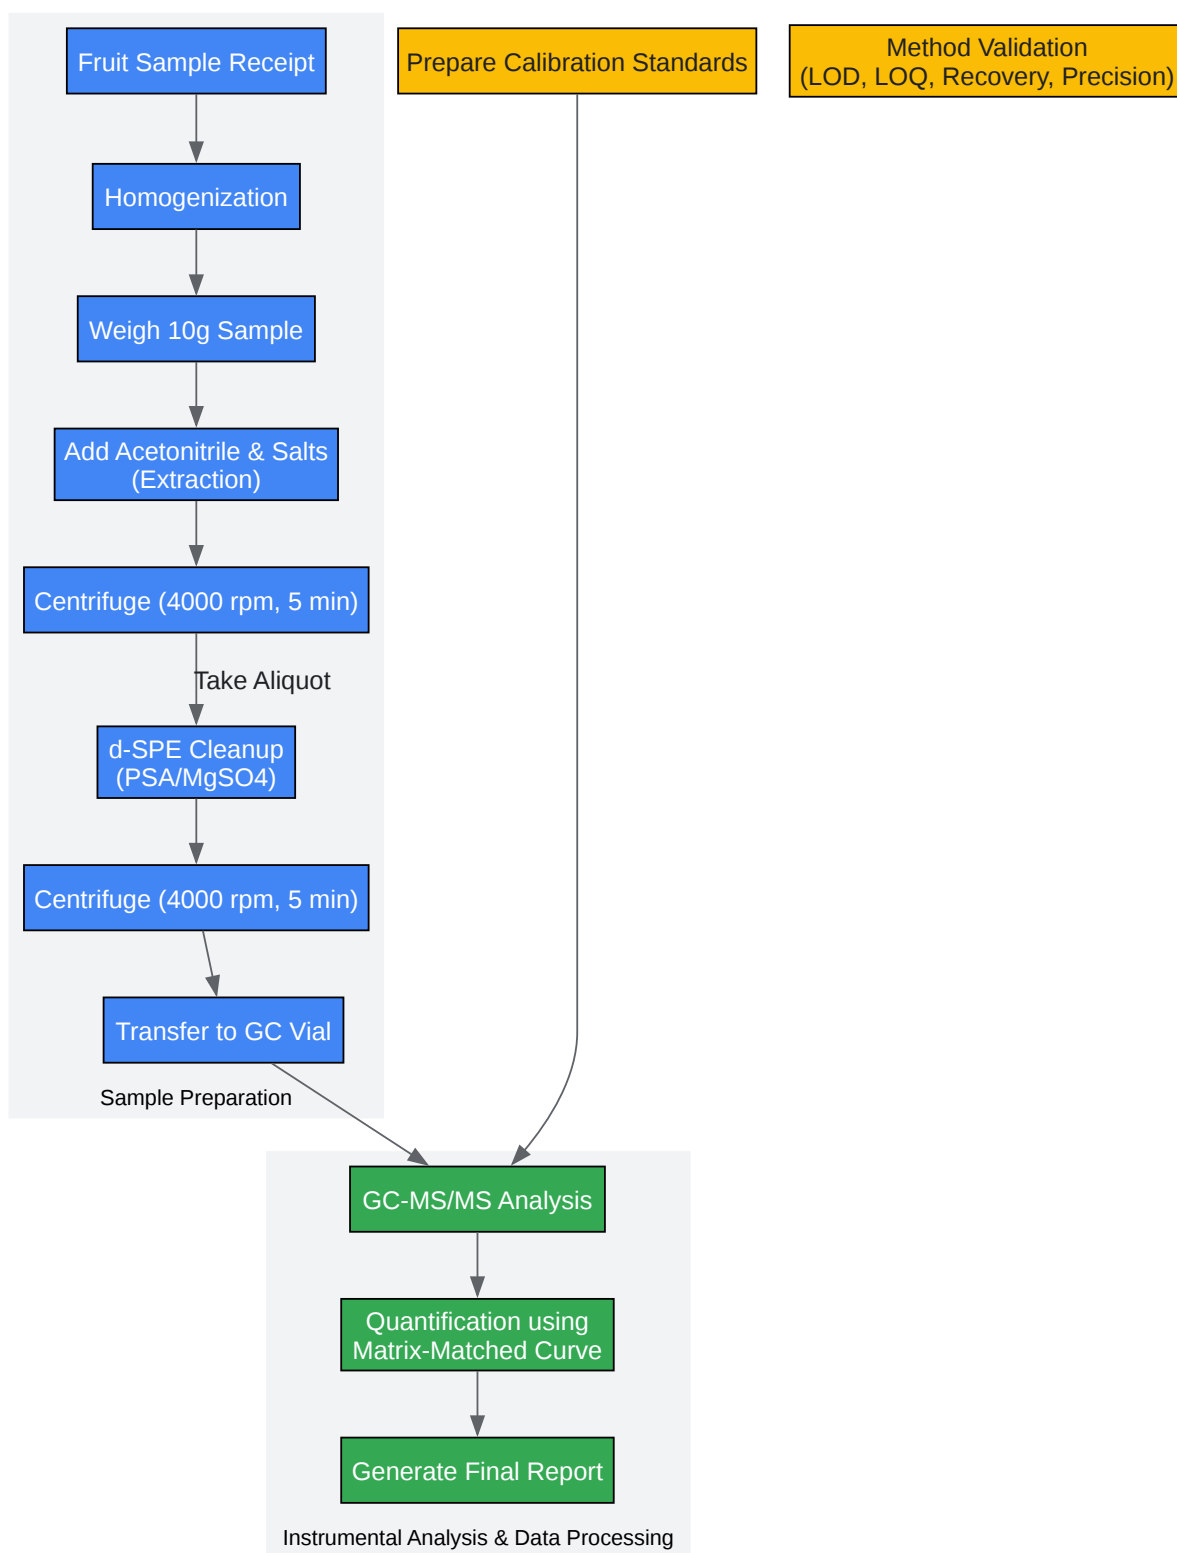 Fruit Sample Receipt
Prepare Calibration Standards
Method Validation
(LOD, LOQ, Recovery, Precision)
Homogenization
Weigh 10g Sample
Add Acetonitrile & Salts
(Extraction)
Centrifuge (4000 rpm, 5 min)
Take Aliquot
d-SPE Cleanup
(PSA/MgSO4)
Centrifuge (4000 rpm, 5 min)
Transfer to GC Vial
Sample Preparation
GC-MS/MS Analysis
Quantification using
Matrix-Matched Curve
Generate Final Report
Instrumental Analysis & Data Processing